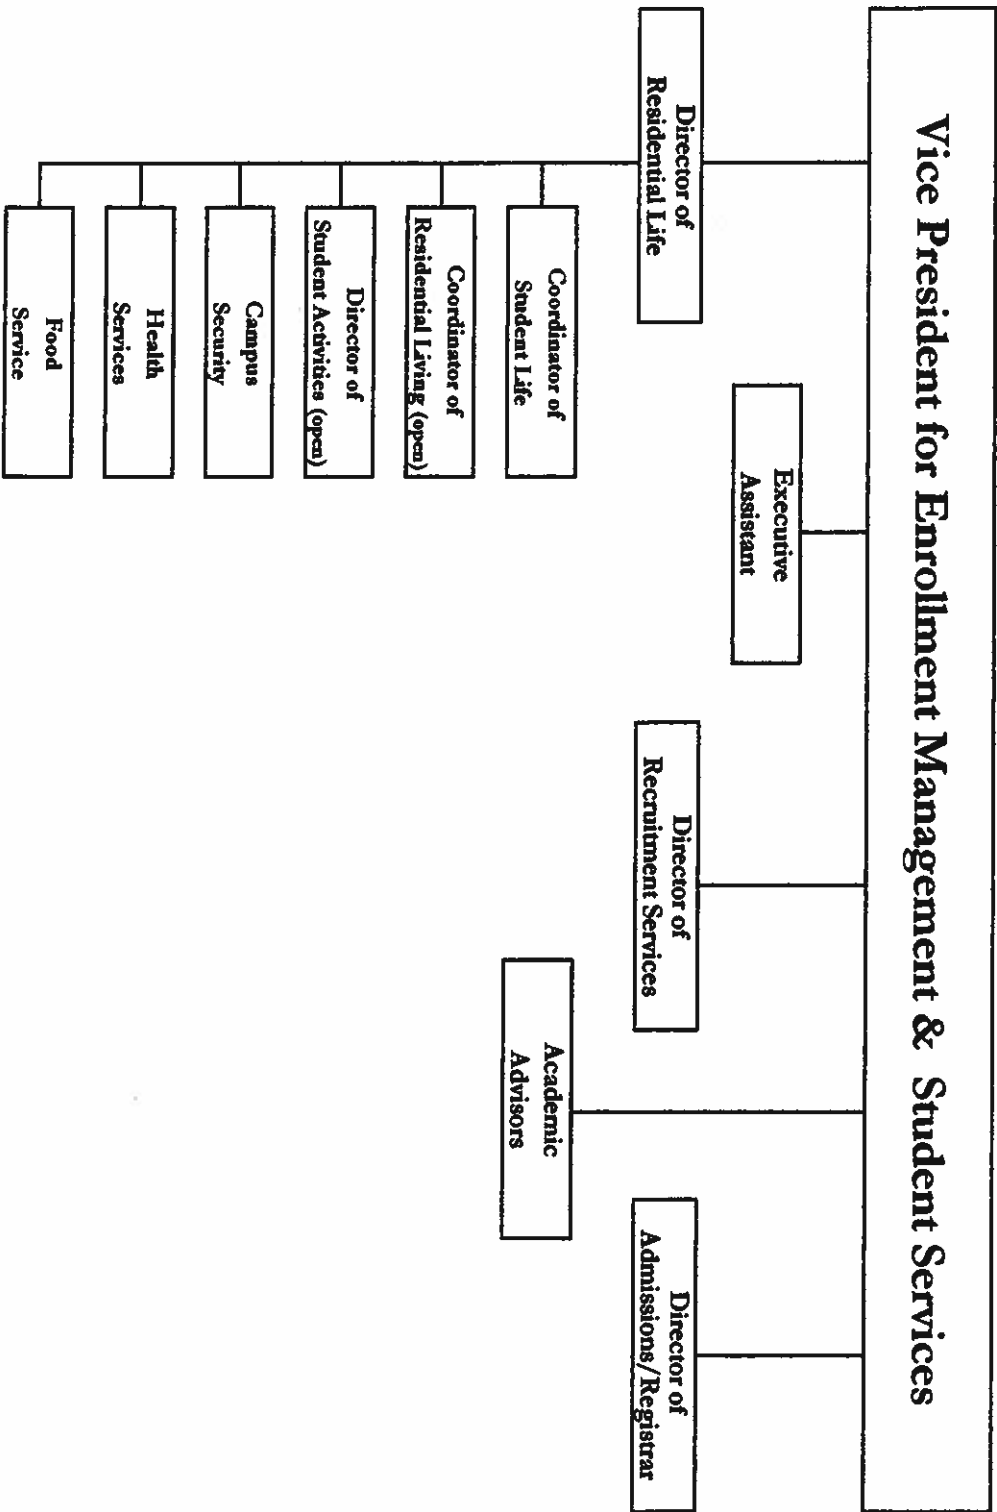 Vice President for Enrollment Management & Student Services
Director of
Residential Life
Executive
Assistant
Director of
Recruitment Services
Academic
Advisors
Director of
Admissions/Registrar
Coordinator of
Student Life
Coordinator of
Residential Living (open)
Director of
Student Activities (open)
Campus
Security
Health
Services
Food
Service